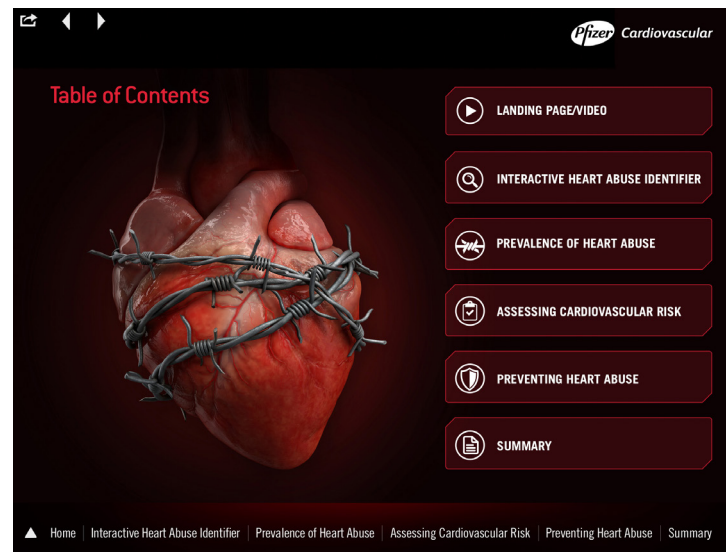 Pfizer Cardiovascular
Table of Contents
LANDING PAGE/VIDEO
INTERACTIVE HEART ABUSE IDENTIFIER
PREVALENCE OF HEART ABUSE
ASSESSING CARDIOVASCULAR RISK
PREVENTING HEART ABUSE
SUMMARY
Home Interactive Heart Abuse Identifier Prevalence of Heart Abuse Assessing Cardiovascular Risk Preventing Heart Abuse Summary